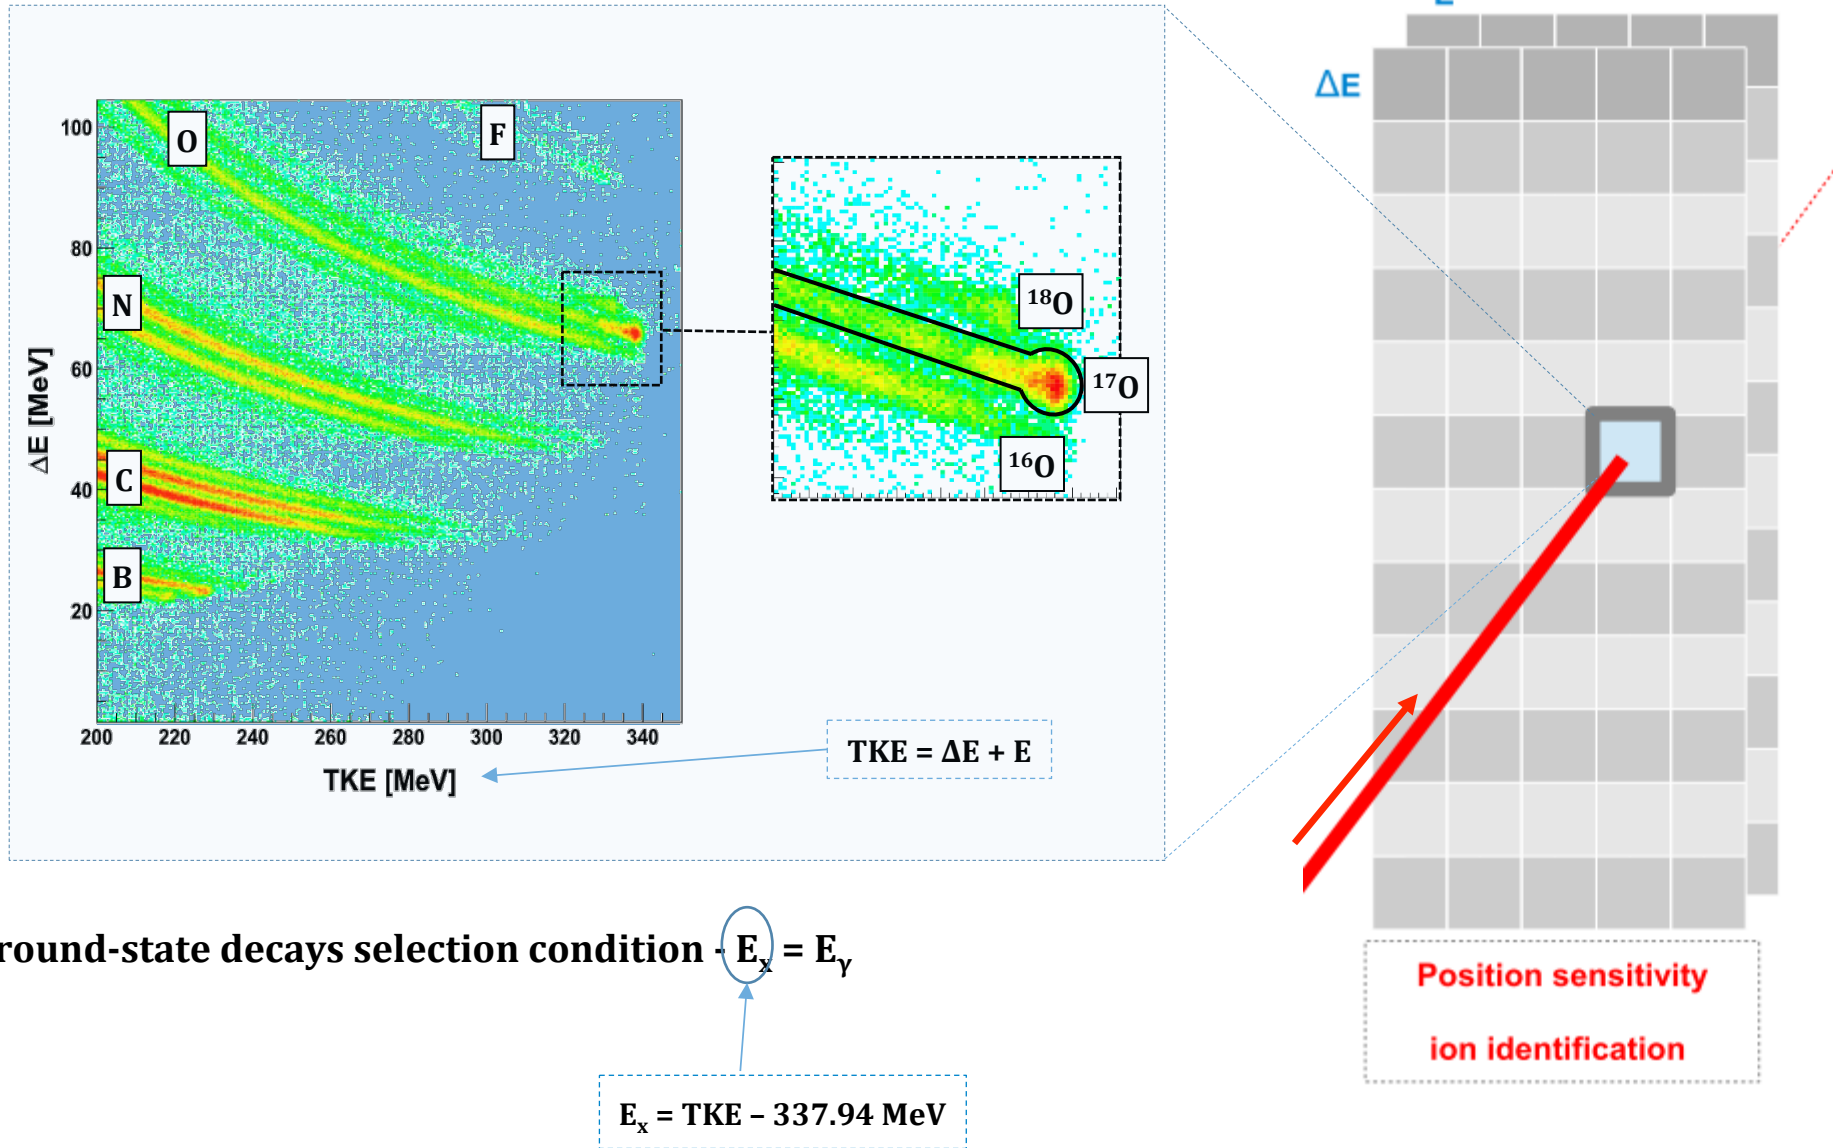 E
ΔE
100
80
60
40
20
ΔE [MeV]
O
F
N
C
B
¹⁸O
¹⁷O
¹⁶O
200 220 240 260 280 300 320 340
TKE [MeV]
TKE = ΔE + E
round-state decays selection condition - Eₓ = Eᵧ
Eₓ = TKE – 337.94 MeV
Position sensitivity
ion identification